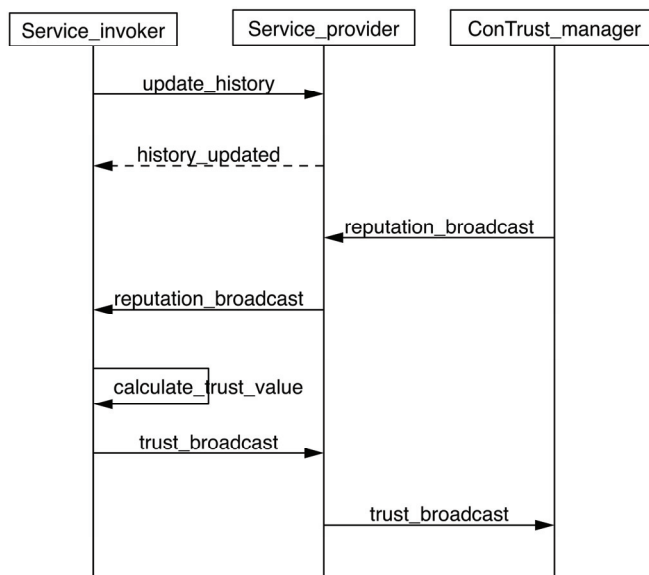 Service_invoker
Service_provider
ConTrust_manager
update_history
history_updated
reputation_broadcast
reputation_broadcast
calculate_trust_value
trust_broadcast
trust_broadcast